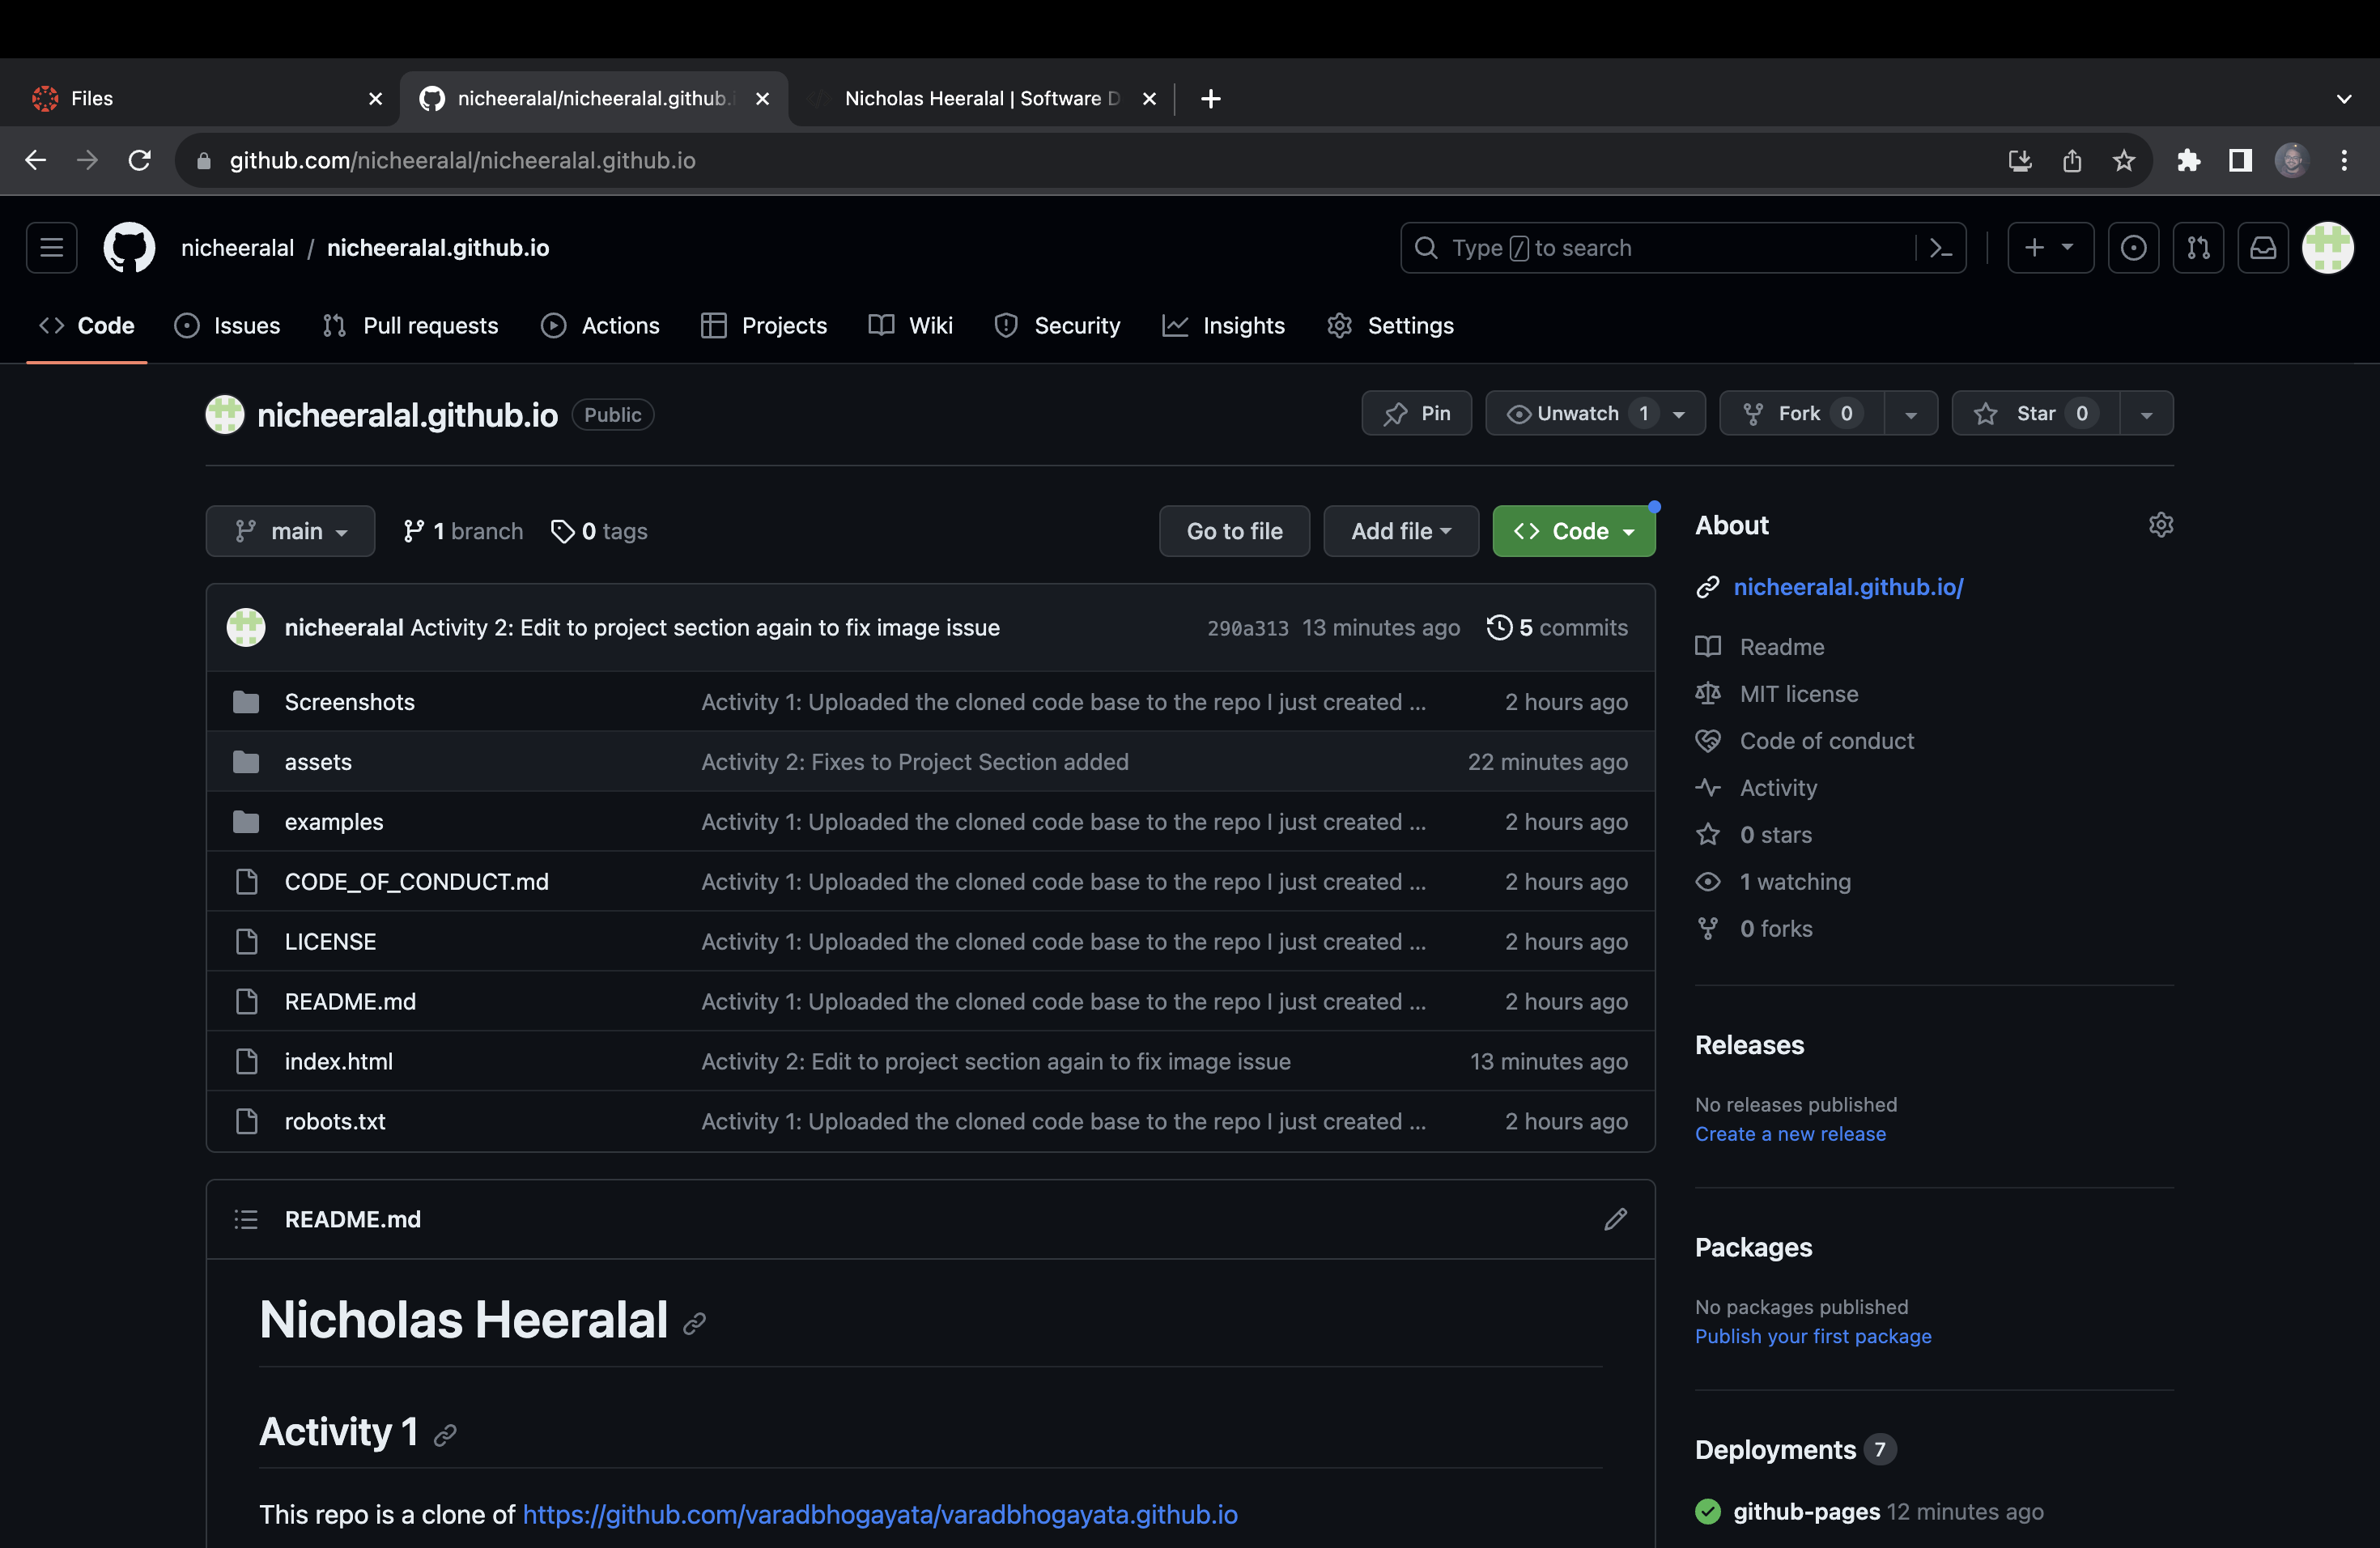 Files
nicheeralal/nicheeralal.github.i
Nicholas Heeralal | Software D
github.com/nicheeralal/nicheeralal.github.io
nicheeralal / nicheeralal.github.io
Type / to search
Code
Issues
Pull requests
Actions
Projects
Wiki
Security
Insights
Settings
nicheeralal.github.io Public
Pin
Unwatch 1
Fork 0
Star 0
main
1 branch
0 tags
Go to file
Add file
Code
nicheeralal Activity 2: Edit to project section again to fix image issue 290a313 13 minutes ago 5 commits
Screenshots Activity 1: Uploaded the cloned code base to the repo I just created ... 2 hours ago
assets Activity 2: Fixes to Project Section added 22 minutes ago
examples Activity 1: Uploaded the cloned code base to the repo I just created ... 2 hours ago
CODE_OF_CONDUCT.md Activity 1: Uploaded the cloned code base to the repo I just created ... 2 hours ago
LICENSE Activity 1: Uploaded the cloned code base to the repo I just created ... 2 hours ago
README.md Activity 1: Uploaded the cloned code base to the repo I just created ... 2 hours ago
index.html Activity 2: Edit to project section again to fix image issue 13 minutes ago
robots.txt Activity 1: Uploaded the cloned code base to the repo I just created ... 2 hours ago
README.md
Nicholas Heeralal
Activity 1
This repo is a clone of https://github.com/varadbhogayata/varadbhogayata.github.io
About
nicheeralal.github.io/
Readme
MIT license
Code of conduct
Activity
0 stars
1 watching
0 forks
Releases
No releases published
Create a new release
Packages
No packages published
Publish your first package
Deployments 7
github-pages 12 minutes ago